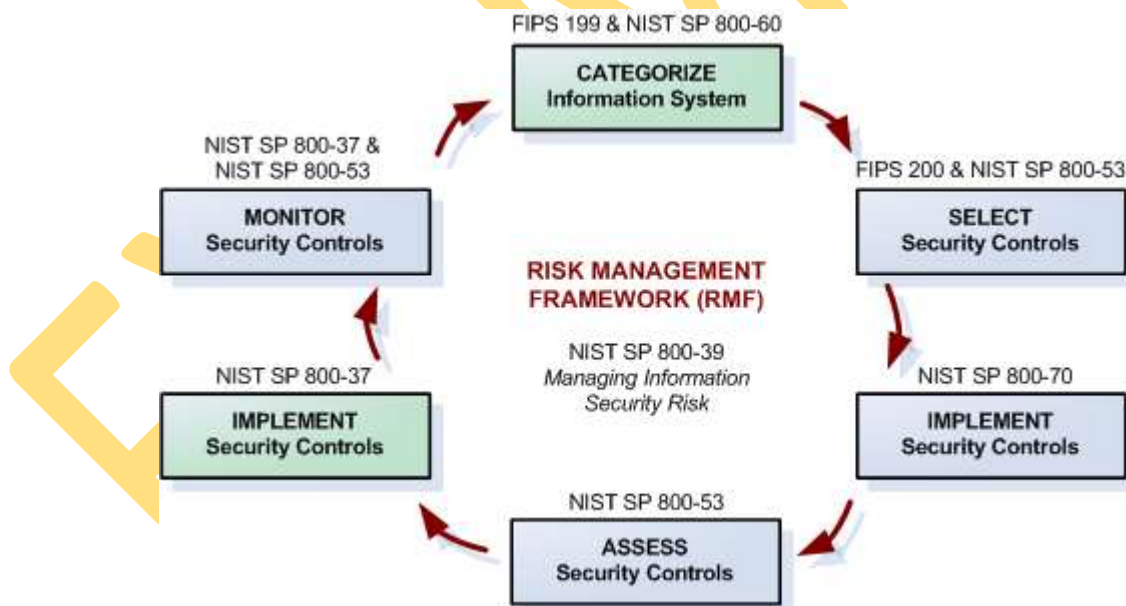 FIPS 199 & NIST SP 800-60
CATEGORIZE
Information System
FIPS 200 & NIST SP 800-53
SELECT
Security Controls
NIST SP 800-70
IMPLEMENT
Security Controls
NIST SP 800-53
ASSESS
Security Controls
NIST SP 800-37
IMPLEMENT
Security Controls
NIST SP 800-37 &
NIST SP 800-53
MONITOR
Security Controls
RISK MANAGEMENT
FRAMEWORK (RMF)
NIST SP 800-39
Managing Information
Security Risk